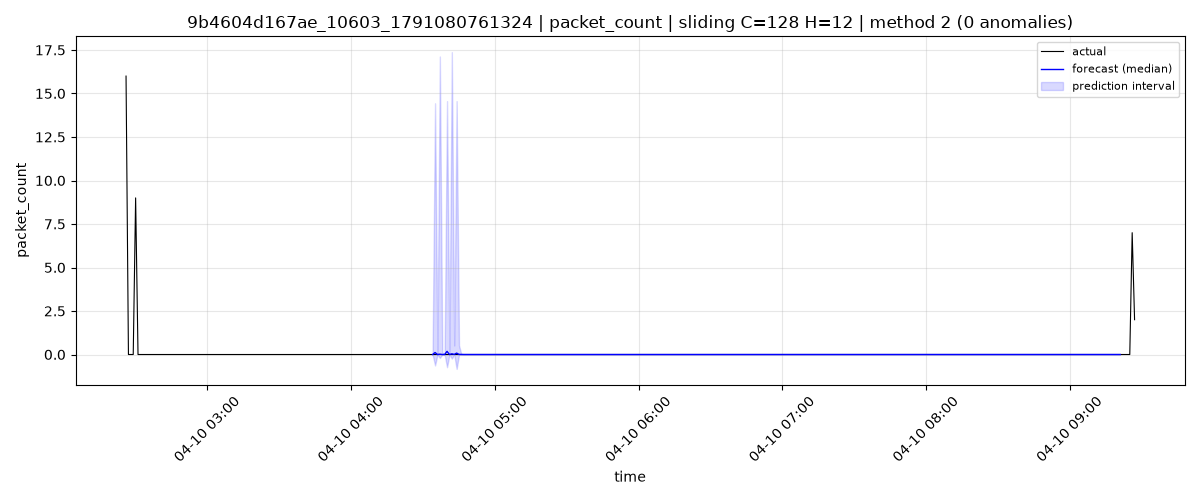 9b4604d167ae_10603_1791080761324 | packet_count | sliding C=128 H=12 | method 2 (0 anomalies)
actual
forecast (median)
prediction interval
packet_count
17.5
15.0
12.5
10.0
7.5
5.0
2.5
0.0
04-10 03:00
04-10 04:00
04-10 05:00
04-10 06:00
04-10 07:00
04-10 08:00
04-10 09:00
time